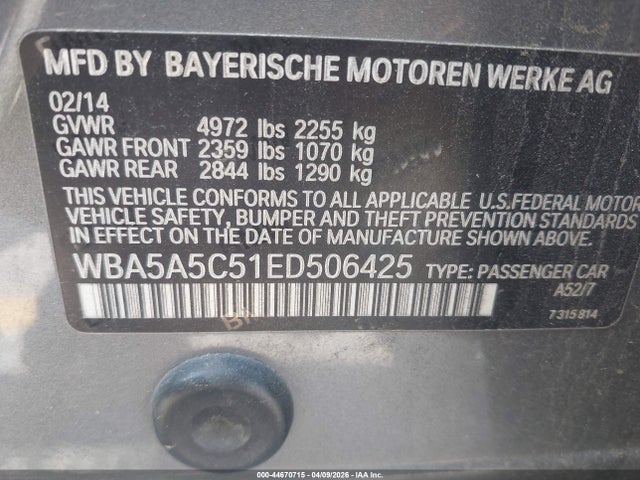 MFD BY BAYERISCHE MOTOREN WERKE AG
02/14
GVWR 4972 lbs 2255 kg
GAWR FRONT 2359 lbs 1070 kg
GAWR REAR 2844 lbs 1290 kg
THIS VEHICLE CONFORMS TO ALL APPLICABLE U.S.FEDERAL MOTOR
VEHICLE SAFETY, BUMPER AND THEFT PREVENTION STANDARDS
IN EFFECT ON THE DATE OF MANUFACTURE SHOWN ABOVE.
WBA5A5C51ED506425 TYPE: PASSENGER CAR
A52/7
7 315 814
000-44670715 - 04/09/2026 - IAA Inc.